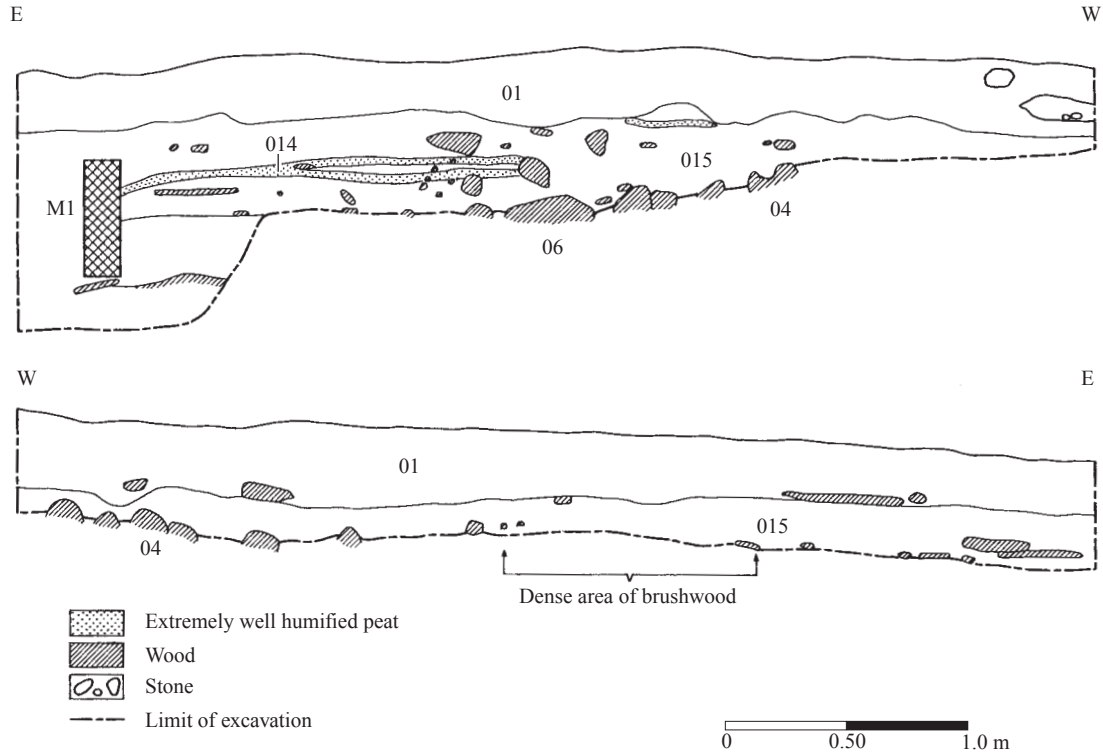 E W
01
014
015
M1
04
06
W E
01
015
04
Dense area of brushwood
Extremely well humified peat
Wood
Stone
Limit of excavation
0 0.50 1.0 m